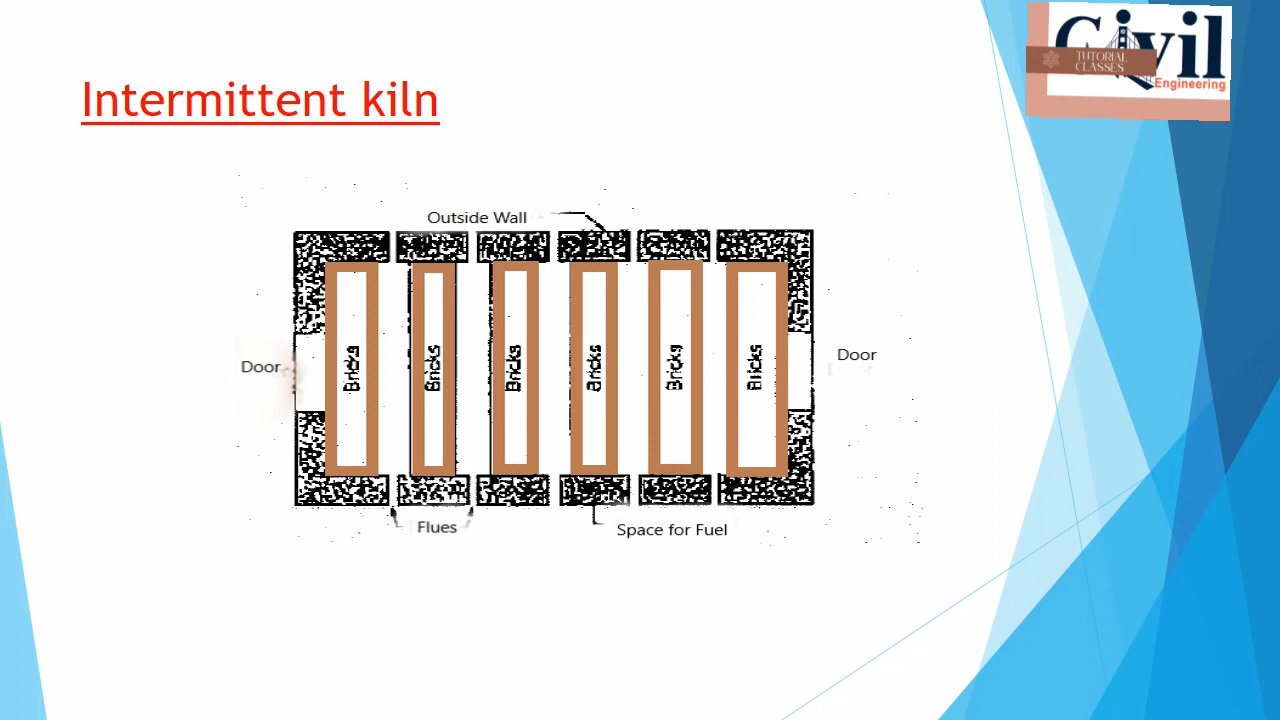 Civil
TUTORIAL
CLASSES
Engineering
Intermittent kiln
Outside Wall
Door
Bricks
Bricks
Bricks
Bricks
Bricks
Bricks
Door
Flues
Space for Fuel